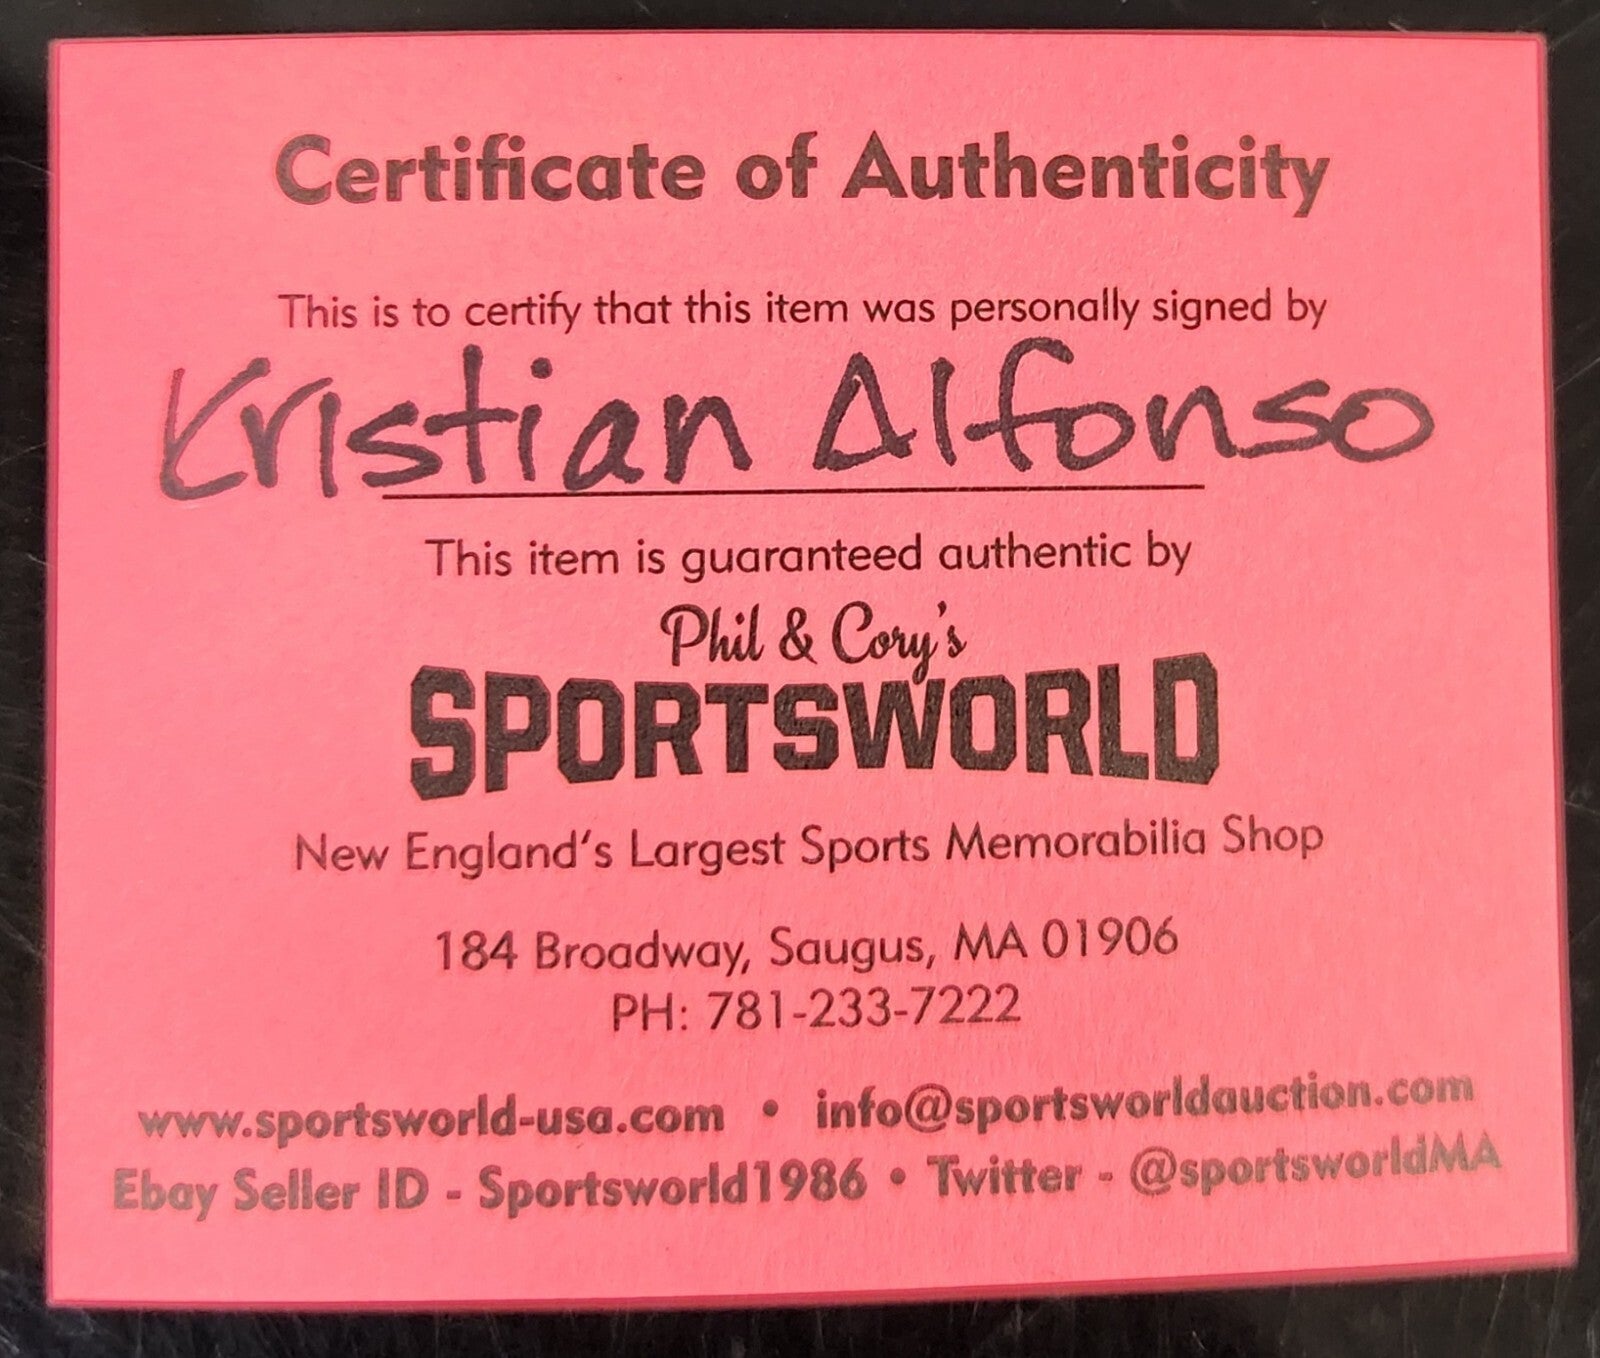 Certificate of Authenticity
This is to certify that this item was personally signed by
Kristian Alfonso
This item is guaranteed authentic by
Phil & Cory's
SPORTSWORLD
New England's Largest Sports Memorabilia Shop
184 Broadway, Saugus, MA 01906
PH: 781-233-7222
www.sportsworld-usa.com • info@sportsworldauction.com
Ebay Seller ID - Sportsworld1986 • Twitter - @sportsworldMA